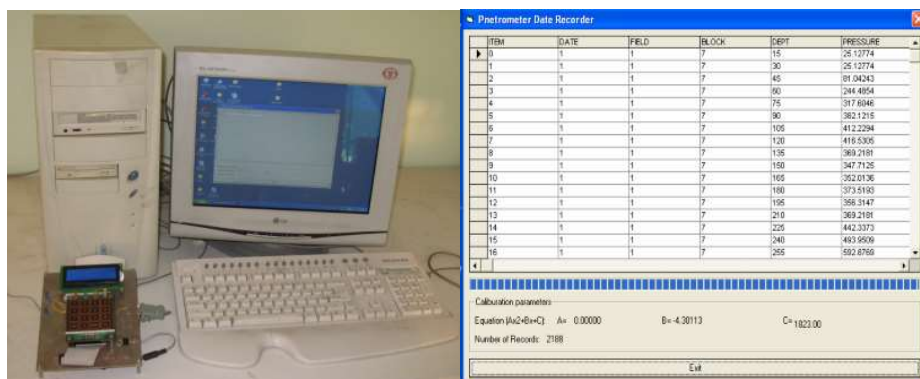 Pnetrometer Date Recorder
ITEM DATE FIELD BLOCK DEPT PRESSURE
0 1 1 7 15 25.12774
1 1 1 7 30 25.12774
2 1 1 7 45 81.04243
3 1 1 7 60 244.4854
4 1 1 7 75 317.6046
5 1 1 7 90 382.1215
6 1 1 7 105 412.2294
7 1 1 7 120 416.5305
8 1 1 7 135 369.2181
9 1 1 7 150 347.7125
10 1 1 7 165 352.0136
11 1 1 7 180 373.5193
12 1 1 7 195 356.3147
13 1 1 7 210 369.2181
14 1 1 7 225 442.3373
15 1 1 7 240 493.9509
16 1 1 7 255 592.8769
Caliburation parameters
Equation (Ax2+Bx+C): A= 0.00000 B= -4.30113 C= 1823.00
Number of Records: 2188
Exit